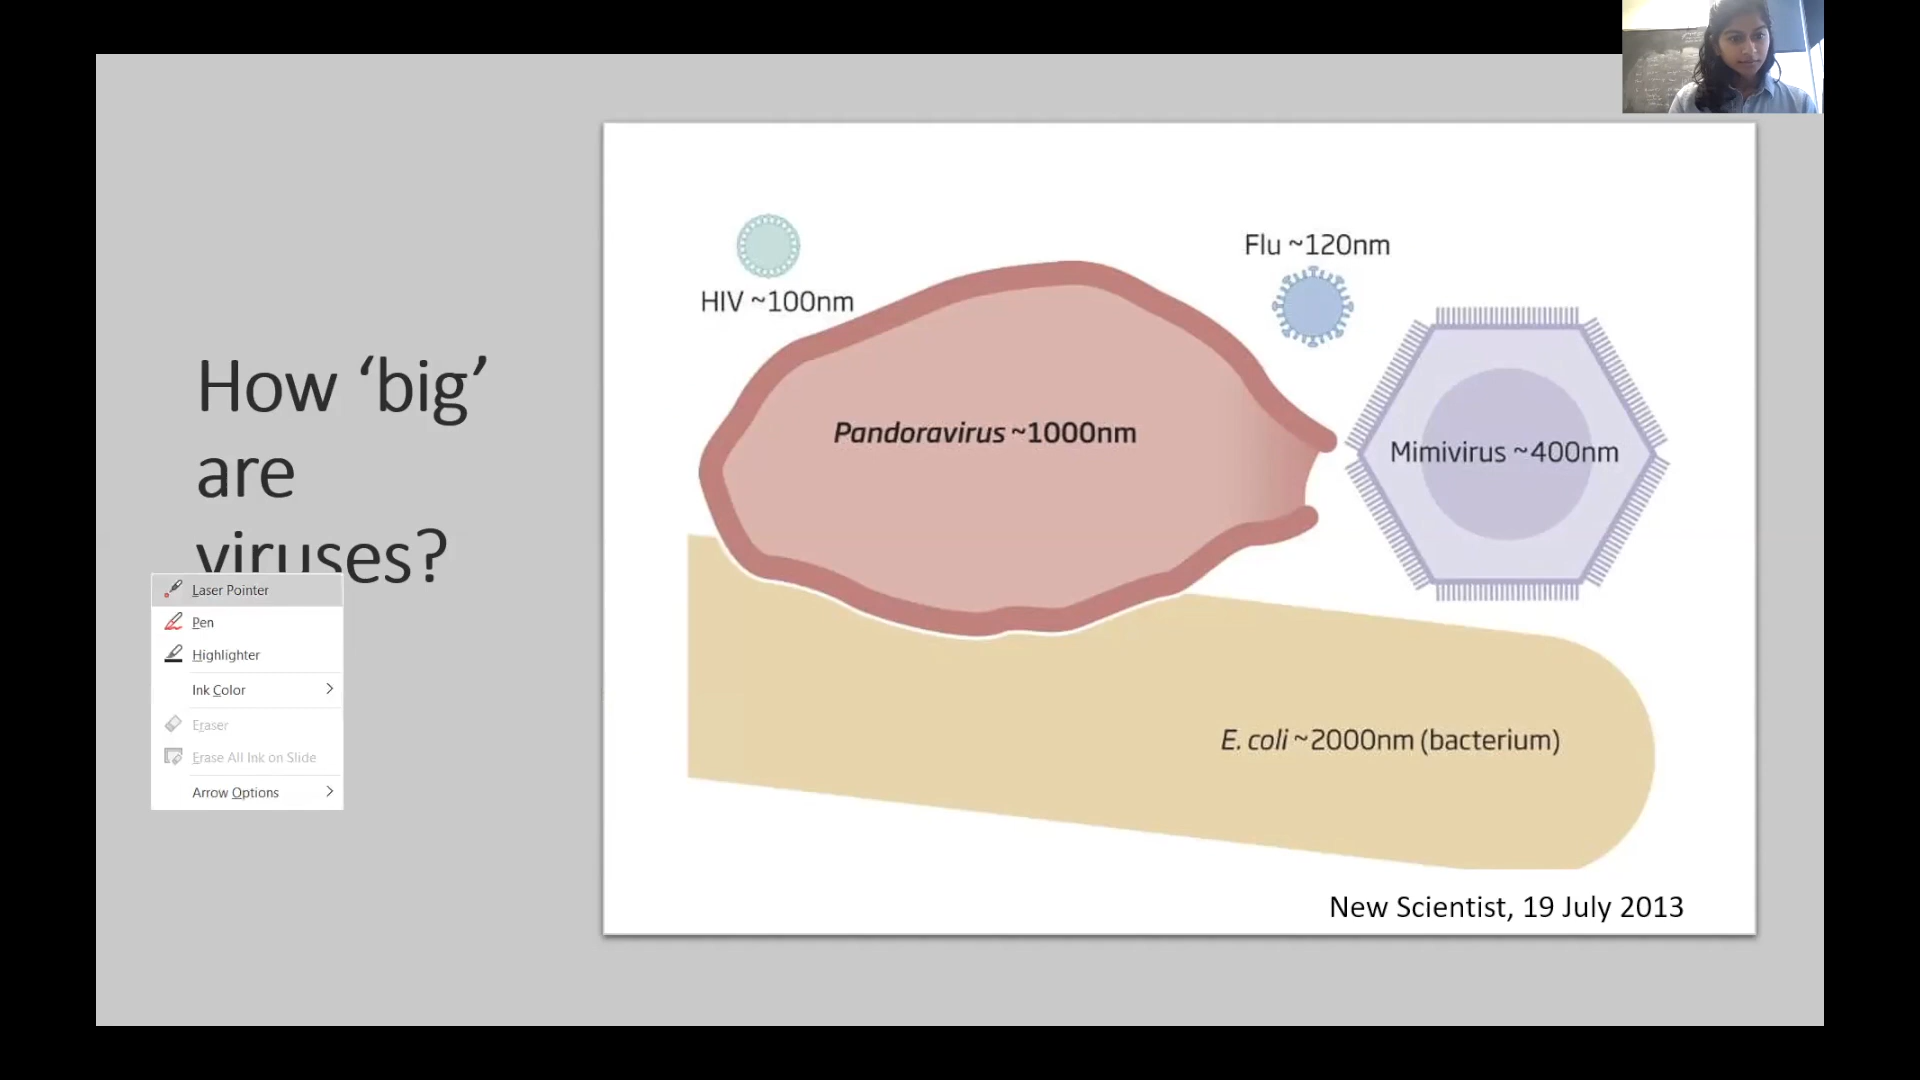 How ‘big’
are
viruses?
Laser Pointer
Pen
Highlighter
Ink Color
Eraser
Erase All Ink on Slide
Arrow Options
HIV ~100nm
Flu ~120nm
Pandoravirus ~1000nm
Mimivirus ~400nm
E. coli ~2000nm (bacterium)
New Scientist, 19 July 2013